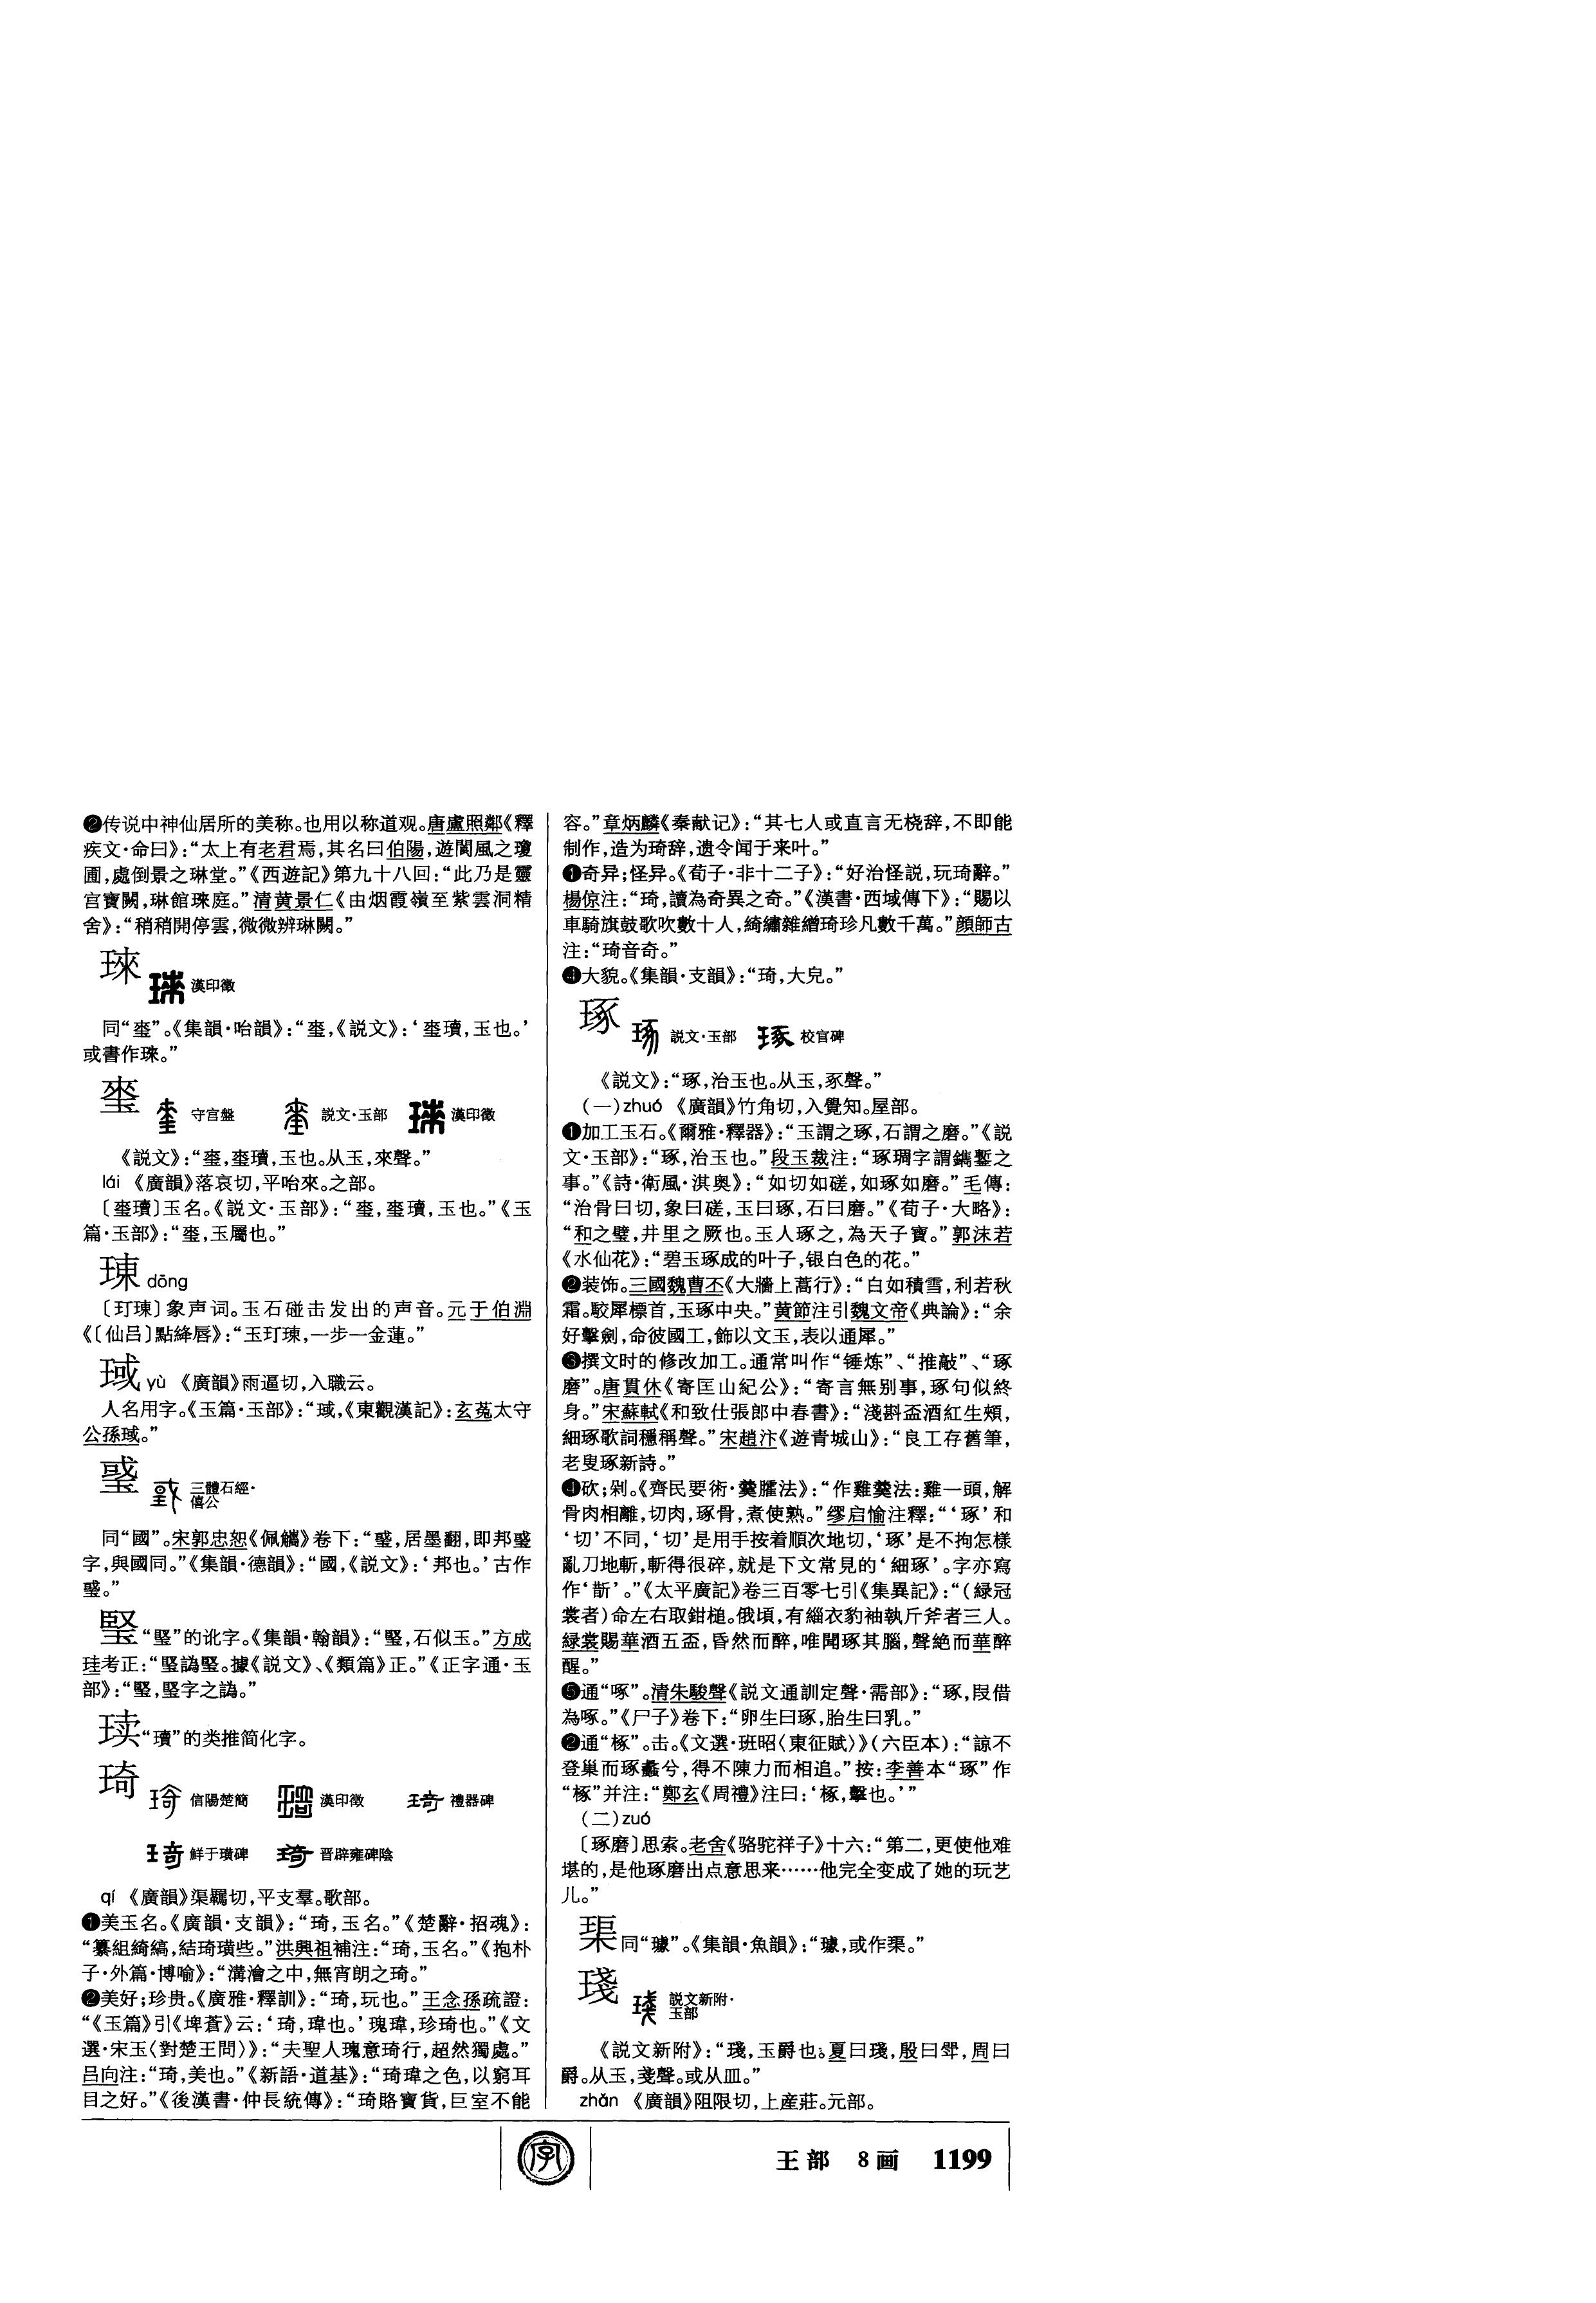 ❷传说中神仙居所的美称。也用以称道观。唐盧照鄰《釋
疾文·命曰》：“太上有老君焉，其名曰伯陽，遊閬風之瓊
圃，處倒景之琳堂。”《西遊記》第九十八回：“此乃是靈
宫寶闕，琳館珠庭。”清黄景仁《由烟霞嶺至紫雲洞精
舍》：“稍稍開停雲，微微辨琳闕。”
琜 漢印徵
同“㻗”。《集韻·咍韻》：“㻗，《説文》：‘㻗瓄，玉也。’
或書作琜。”
㻗 守宫盤 説文·玉部 漢印徵
《説文》：“㻗，㻗瓄，玉也。从玉，來聲。”
lái 《廣韻》落哀切，平咍來。之部。
〔㻗瓄〕玉名。《説文·玉部》：“㻗，㻗瓄，玉也。”《玉
篇·玉部》：“㻗，玉屬也。”
崠 dōng
〔玎〕象声词。玉石碰击发出的声音。元于伯淵
《〔仙吕〕點絳唇》：“玉玎，一步一金蓮。”
琙 yù 《廣韻》雨逼切，入職云。
人名用字。《玉篇·玉部》：“琙，《東觀漢記》：玄菟太守
公孫琙。”
三體石經·
僖公
同“國”。宋郭忠恕《佩觿》卷下：“，居墨翻，即邦
字，與國同。”《集韻·德韻》：“國，《説文》：‘邦也。’古作
。”
“”的讹字。《集韻·翰韻》：“，石似玉。”方成
珪考正：“譌。據《説文》、《類篇》正。”《正字通·玉
部》：“，字之譌。”
“瓄”的类推简化字。
琦 信陽楚簡 漢印徵 禮器碑
鮮于璜碑 晋辟雍碑陰
qí 《廣韻》渠羈切，平支羣。歌部。
❶美玉名。《廣韻·支韻》：“琦，玉名。”《楚辭·招魂》：
“纂組綺縞，結琦璜些。”洪興祖補注：“琦，玉名。”《抱朴
子·外篇·博喻》：“溝澮之中，無宵朗之琦。”
❷美好；珍贵。《廣雅·釋訓》：“琦，玩也。”王念孫疏證：
“《玉篇》引《埤蒼》云：‘琦，瑋也。’瑰瑋，珍琦也。”《文
選·宋玉〈對楚王問〉》：“夫聖人瑰意琦行，超然獨處。”
吕向注：“琦，美也。”《新語·道基》：“琦瑋之色，以窮耳
目之好。”《後漢書·仲長統傳》：“琦賂寶貨，巨室不能
容。”章炳麟《秦献记》：“其七人或直言无桡辞，不即能
制作，造为琦辞，遗令闻于来叶。”
❶奇异；怪异。《荀子·非十二子》：“好治怪説，玩琦辭。”
楊倞注：“琦，讀為奇異之奇。”《漢書·西域傳下》：“賜以
車騎旗鼓歌吹數十人，綺繡雜繒琦珍凡數千萬。”顔師古
注：“琦音奇。”
❹大貌。《集韻·支韻》：“琦，大皃。”
琢 説文·玉部 校官碑
《説文》：“琢，治玉也。从玉，豖聲。”
（一）zhuó 《廣韻》竹角切，入覺知。屋部。
❶加工玉石。《爾雅·釋器》：“玉謂之琢，石謂之磨。”《説
文·玉部》：“琢，治玉也。”段玉裁注：“琢琱字謂鐫鏨之
事。”《詩·衛風·淇奥》：“如切如磋，如琢如磨。”毛傳：
“治骨曰切，象曰磋，玉曰琢，石曰磨。”《荀子·大略》：
“和之璧，井里之厥也。玉人琢之，為天子寶。”郭沫若
《水仙花》：“碧玉琢成的叶子，银白色的花。”
❷装饰。三國魏曹丕《大牆上蒿行》：“白如積雪，利若秋
霜。駮犀標首，玉琢中央。”黄節注引魏文帝《典論》：“余
好擊劍，命彼國工，飾以文玉，表以通犀。”
❸撰文时的修改加工。通常叫作“锤炼”、“推敲”、“琢
磨”。唐貫休《寄匡山紀公》：“寄言無别事，琢句似終
身。”宋蘇軾《和致仕張郎中春書》：“淺斟盃酒紅生頰，
細琢歌詞穩稱聲。”宋趙汴《遊青城山》：“良工存舊筆，
老叟琢新詩。”
❹砍；剁。《齊民要術·羹臛法》：“作雞羹法：雞一頭，解
骨肉相離，切肉，琢骨，煮使熟。”缪启愉注釋：“‘琢’和
‘切’不同，‘切’是用手按着順次地切，‘琢’是不拘怎樣
亂刀地斬，斬得很碎，就是下文常見的‘細琢’。字亦寫
作‘斮’。”《太平廣記》卷三百零七引《集異記》：“（緑冠
裳者）命左右取鉗槌。俄頃，有緇衣豹袖執斤斧者三人。
緑裳賜華酒五盃，昏然而醉，唯聞琢其腦，聲絶而華醉
醒。”
❺通“啄”。清朱駿聲《説文通訓定聲·需部》：“琢，叚借
為啄。”《尸子》卷下：“卵生曰琢，胎生曰乳。”
❷通“椓”。击。《文選·班昭〈東征賦〉》（六臣本）：“諒不
登巢而琢蠡兮，得不陳力而相追。”按：李善本“琢”作
“椓”并注：“鄭玄《周禮》注曰：‘椓，擊也。’”
（二）zuó
〔琢磨〕思索。老舍《骆驼祥子》十六：“第二，更使他难
堪的，是他琢磨出点意思来……他完全变成了她的玩艺
儿。”
同“璩”。《集韻·魚韻》：“璩，或作。”
琖 説文新附·
玉部
《説文新附》：“琖，玉爵也。夏曰琖，殷曰斝，周曰
爵。从玉，戔聲。或从皿。”
zhǎn 《廣韻》阻限切，上産莊。元部。
字
王部 8画 1199